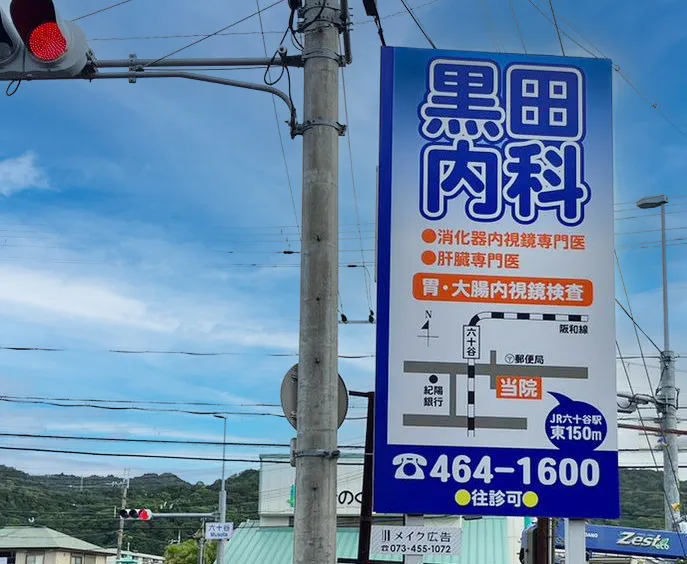 黒田
内科
●消化器内視鏡専門医
●肝臓専門医
胃・大腸内視鏡検査
N
六十谷
阪和線
〒郵便局
紀陽
銀行
当院
JR六十谷駅
東150m
☎464-1600
●往診可●
メイク広告
☎073-455-1072
六十谷
Musota
のく
Zest
eco